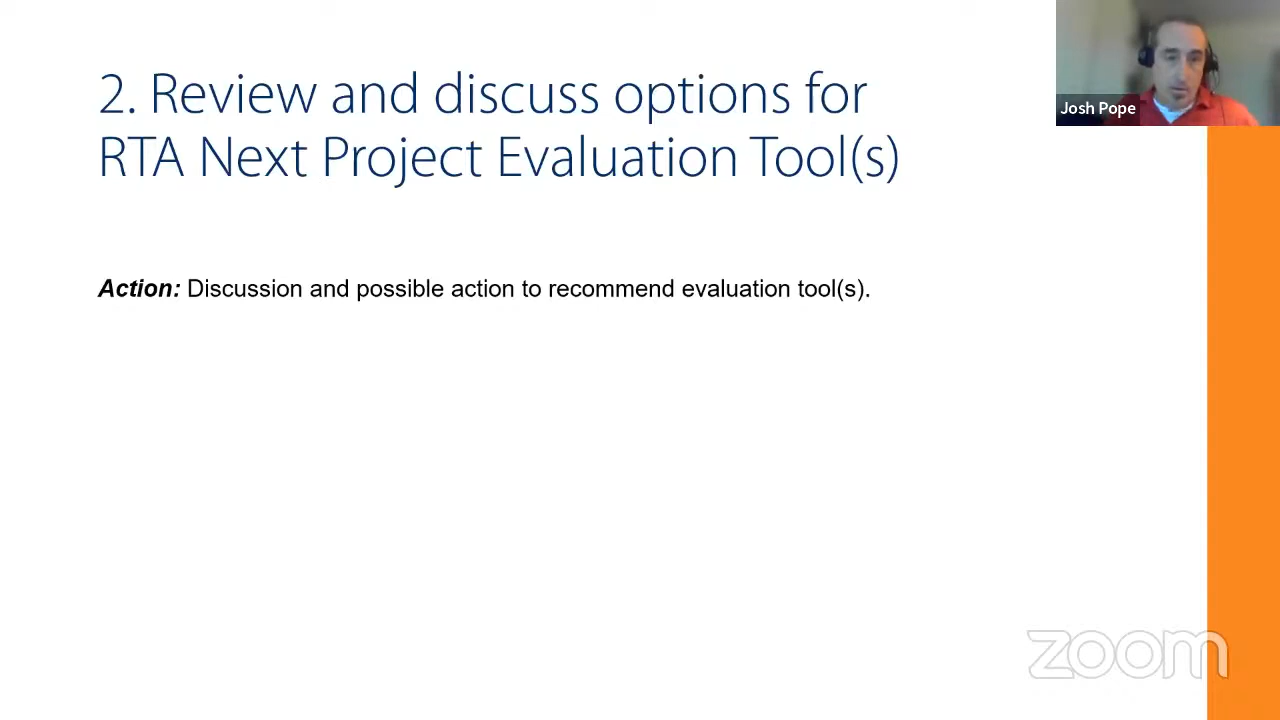 2. Review and discuss options for
RTA Next Project Evaluation Tool(s)
Josh Pope
Action: Discussion and possible action to recommend evaluation tool(s).
zoom